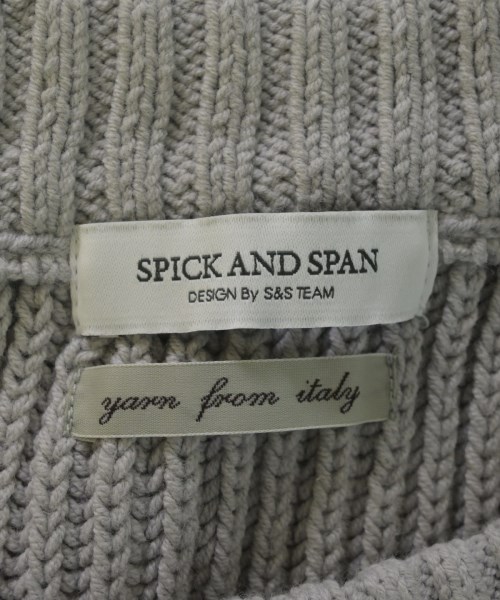 SPICK AND SPAN
DESIGN By S&S TEAM
yarn from italy